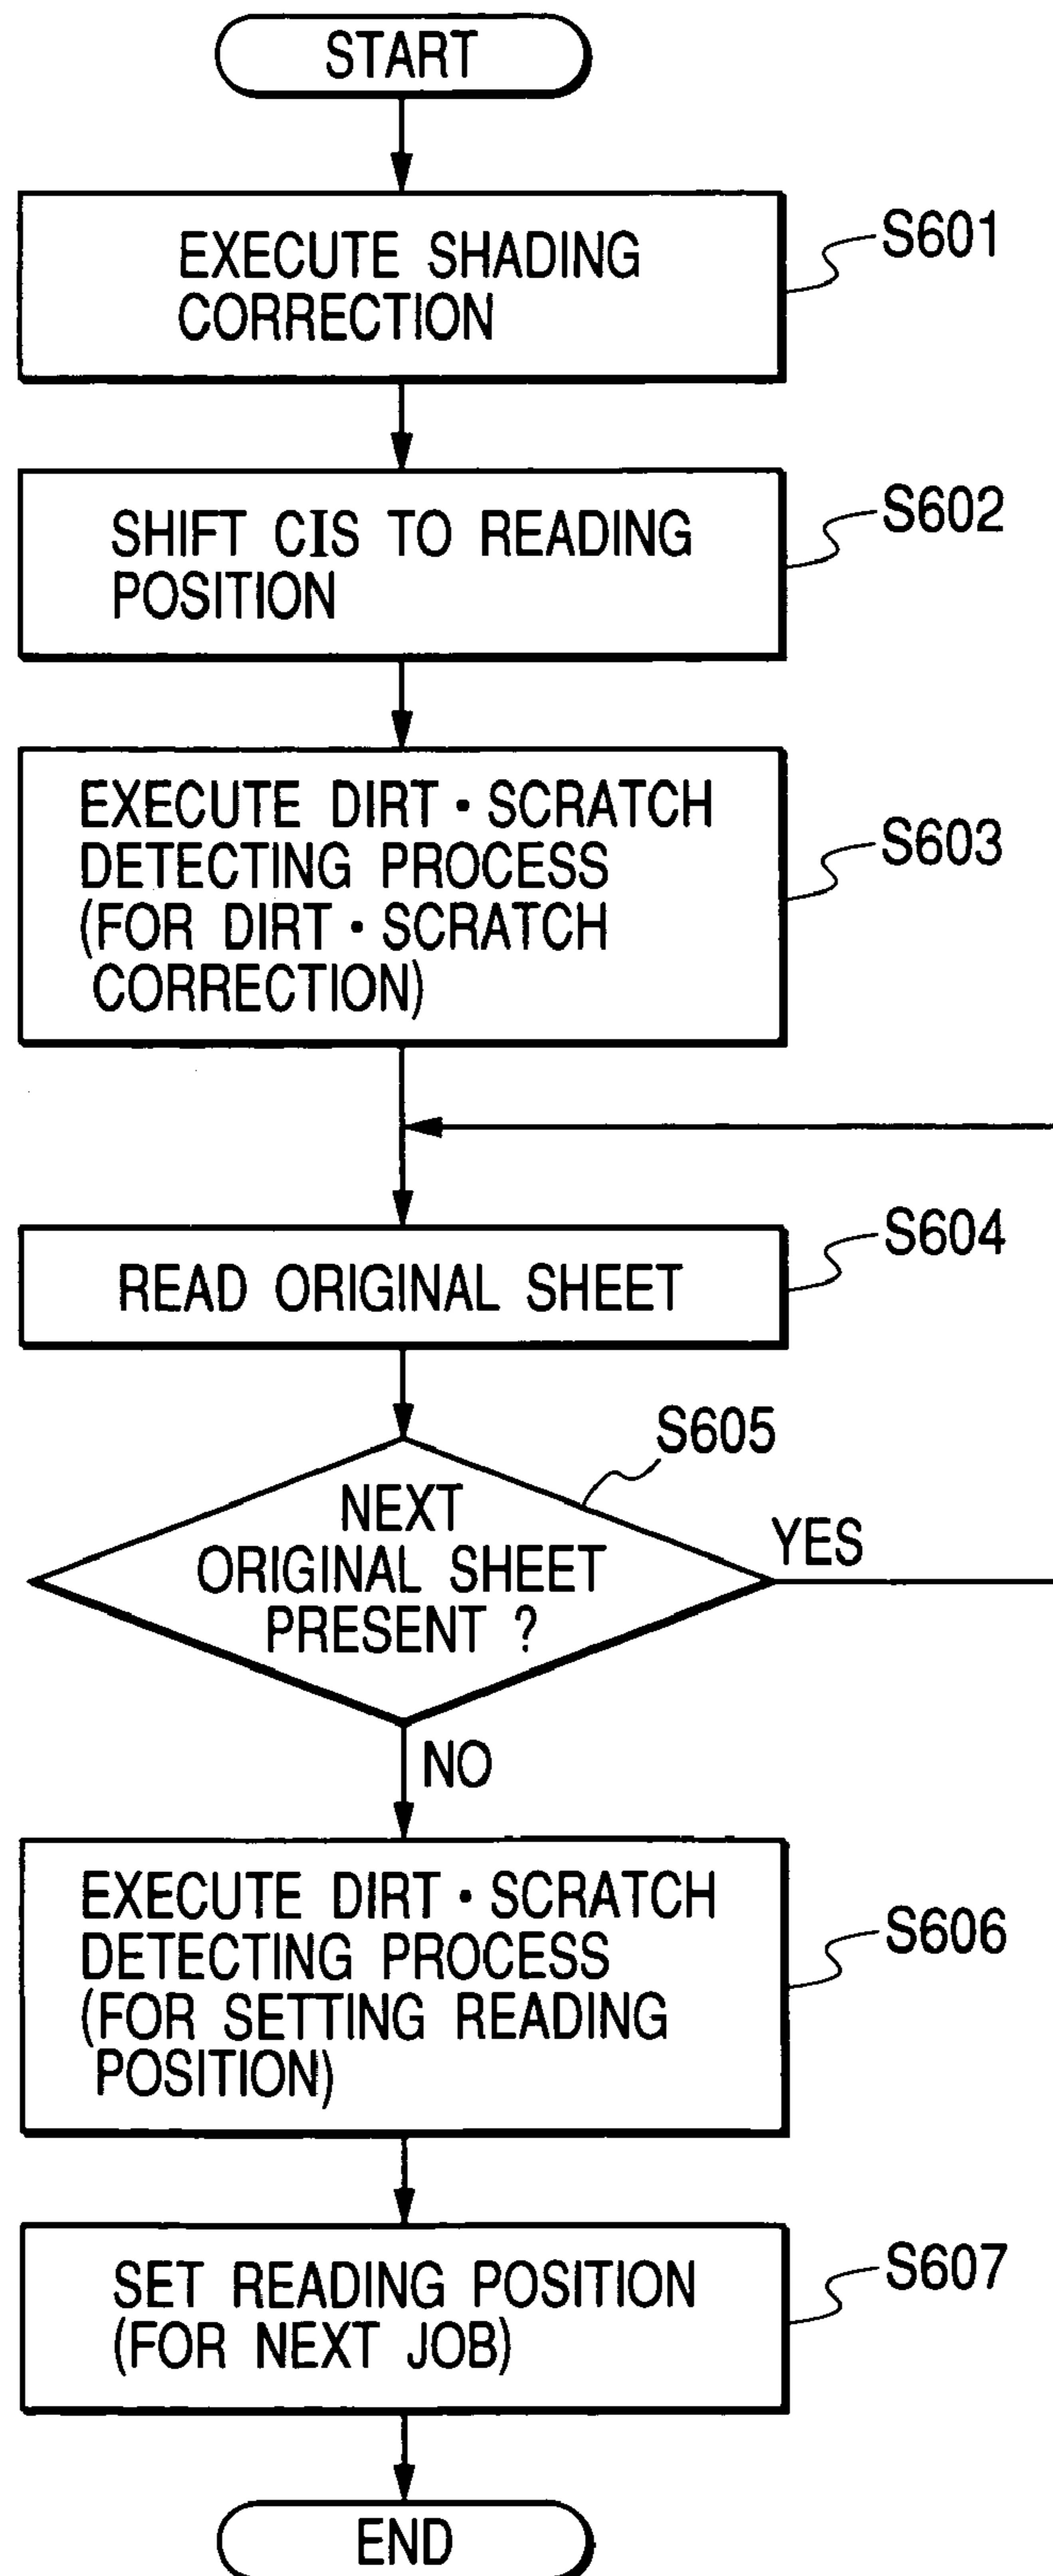 START
EXECUTE SHADING
CORRECTION
S601
SHIFT CIS TO READING
POSITION
S602
EXECUTE DIRT・SCRATCH
DETECTING PROCESS
(FOR DIRT・SCRATCH
CORRECTION)
S603
READ ORIGINAL SHEET
S604
S605
NEXT
ORIGINAL SHEET
PRESENT ?
YES
NO
EXECUTE DIRT・SCRATCH
DETECTING PROCESS
(FOR SETTING READING
POSITION)
S606
SET READING POSITION
(FOR NEXT JOB)
S607
END